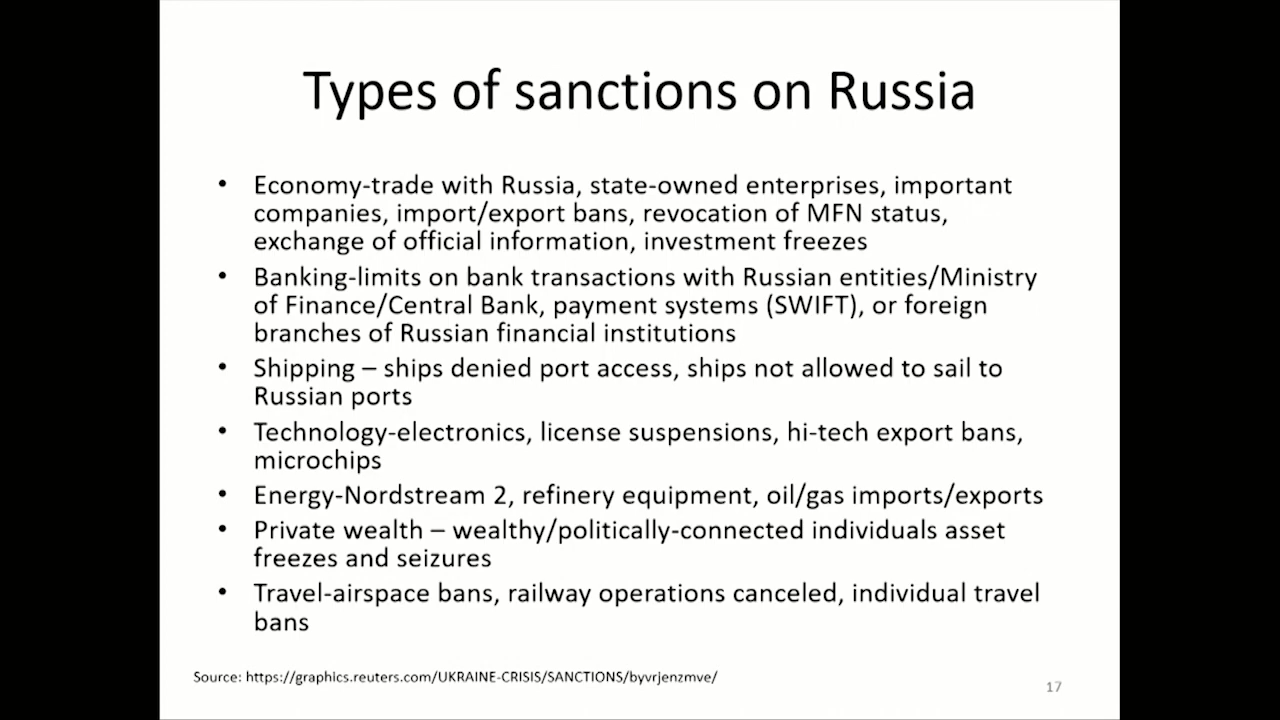 Types of sanctions on Russia
• Economy-trade with Russia, state-owned enterprises, important
companies, import/export bans, revocation of MFN status,
exchange of official information, investment freezes
• Banking-limits on bank transactions with Russian entities/Ministry
of Finance/Central Bank, payment systems (SWIFT), or foreign
branches of Russian financial institutions
• Shipping – ships denied port access, ships not allowed to sail to
Russian ports
• Technology-electronics, license suspensions, hi-tech export bans,
microchips
• Energy-Nordstream 2, refinery equipment, oil/gas imports/exports
• Private wealth – wealthy/politically-connected individuals asset
freezes and seizures
• Travel-airspace bans, railway operations canceled, individual travel
bans
Source: https://graphics.reuters.com/UKRAINE-CRISIS/SANCTIONS/byvrjenzmve/
17